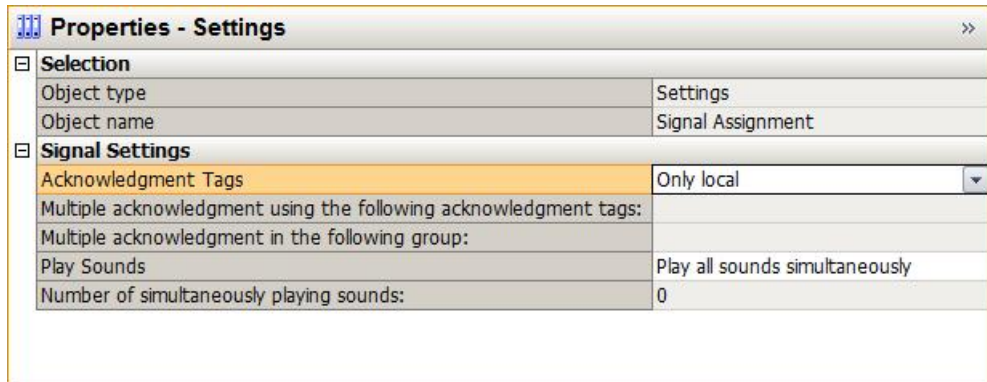 Properties - Settings »
Selection
Object type Settings
Object name Signal Assignment
Signal Settings
Acknowledgment Tags Only local
Multiple acknowledgment using the following acknowledgment tags:
Multiple acknowledgment in the following group:
Play Sounds Play all sounds simultaneously
Number of simultaneously playing sounds: 0